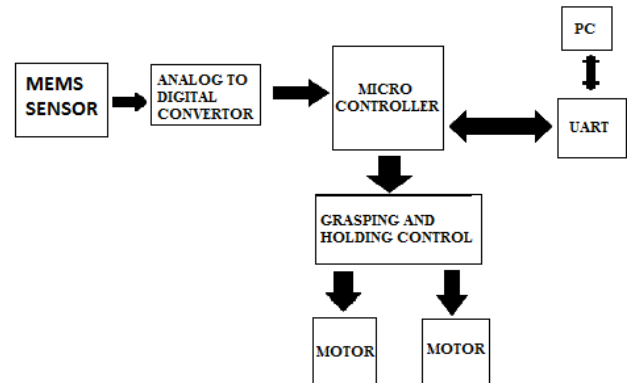 MEMS
SENSOR
ANALOG TO
DIGITAL
CONVERTOR
MICRO
CONTROLLER
PC
UART
GRASPING AND
HOLDING CONTROL
MOTOR
MOTOR